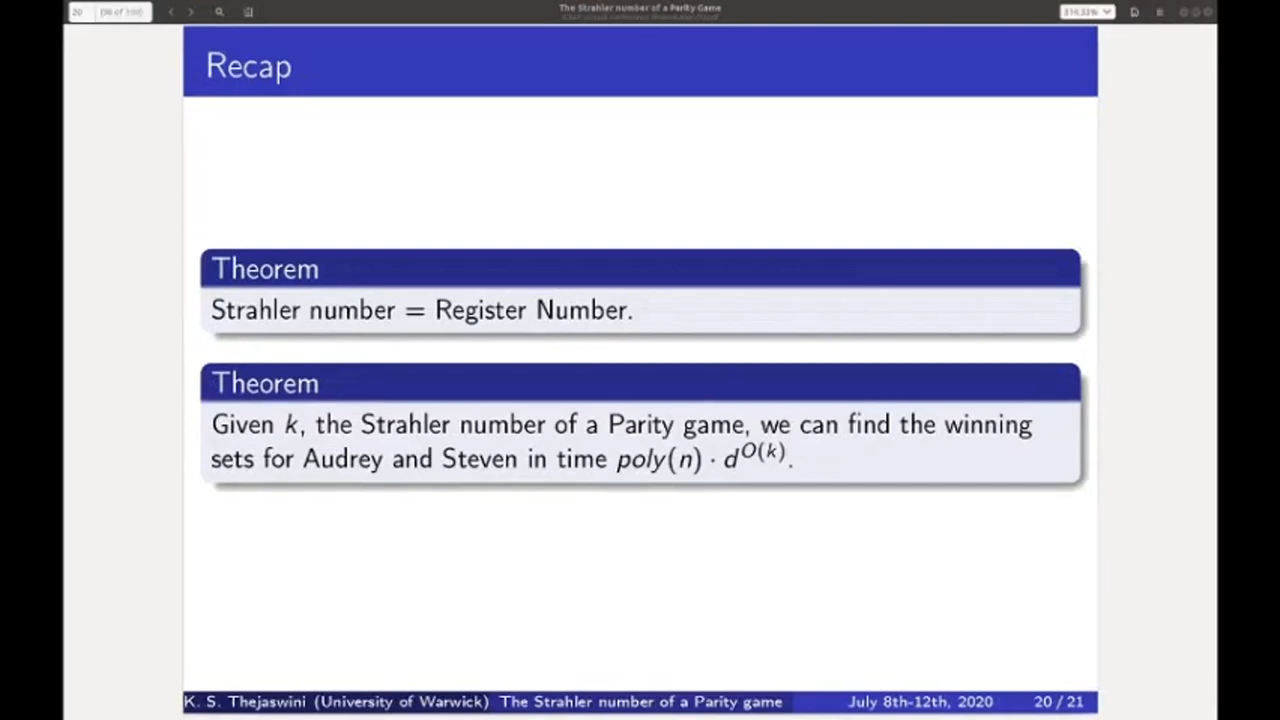 20
The Strahler number of a Parity Game
Recap
Theorem
Strahler number = Register Number.
Theorem
Given k, the Strahler number of a Parity game, we can find the winning
sets for Audrey and Steven in time poly(n) · d^{O(k)}.
K. S. Thejaswini (University of Warwick) The Strahler number of a Parity game July 8th-12th, 2020 20 / 21